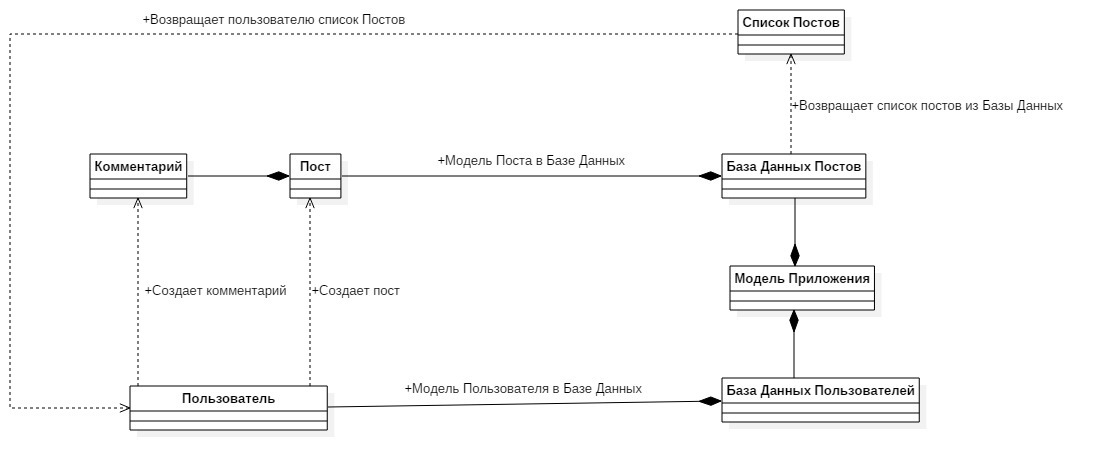 +Возвращает пользователю список Постов
Список Постов
+Возвращает список постов из Базы Данных
Комментарий
Пост
+Модель Поста в Базе Данных
База Данных Постов
Модель Приложения
+Создает комментарий
+Создает пост
Пользователь
+Модель Пользователя в Базе Данных
База Данных Пользователей